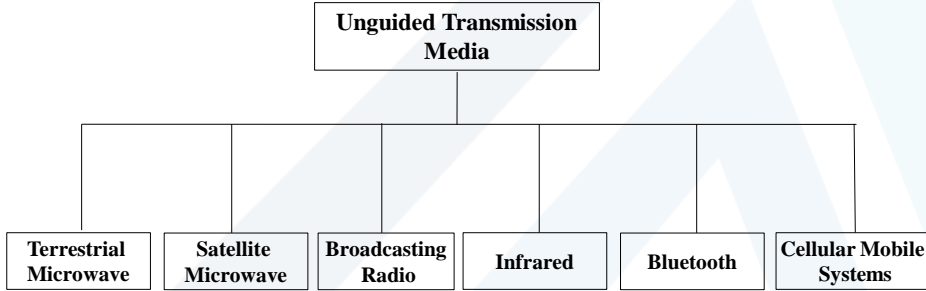 Unguided Transmission
Media
Terrestrial
Microwave
Satellite
Microwave
Broadcasting
Radio
Infrared
Bluetooth
Cellular Mobile
Systems